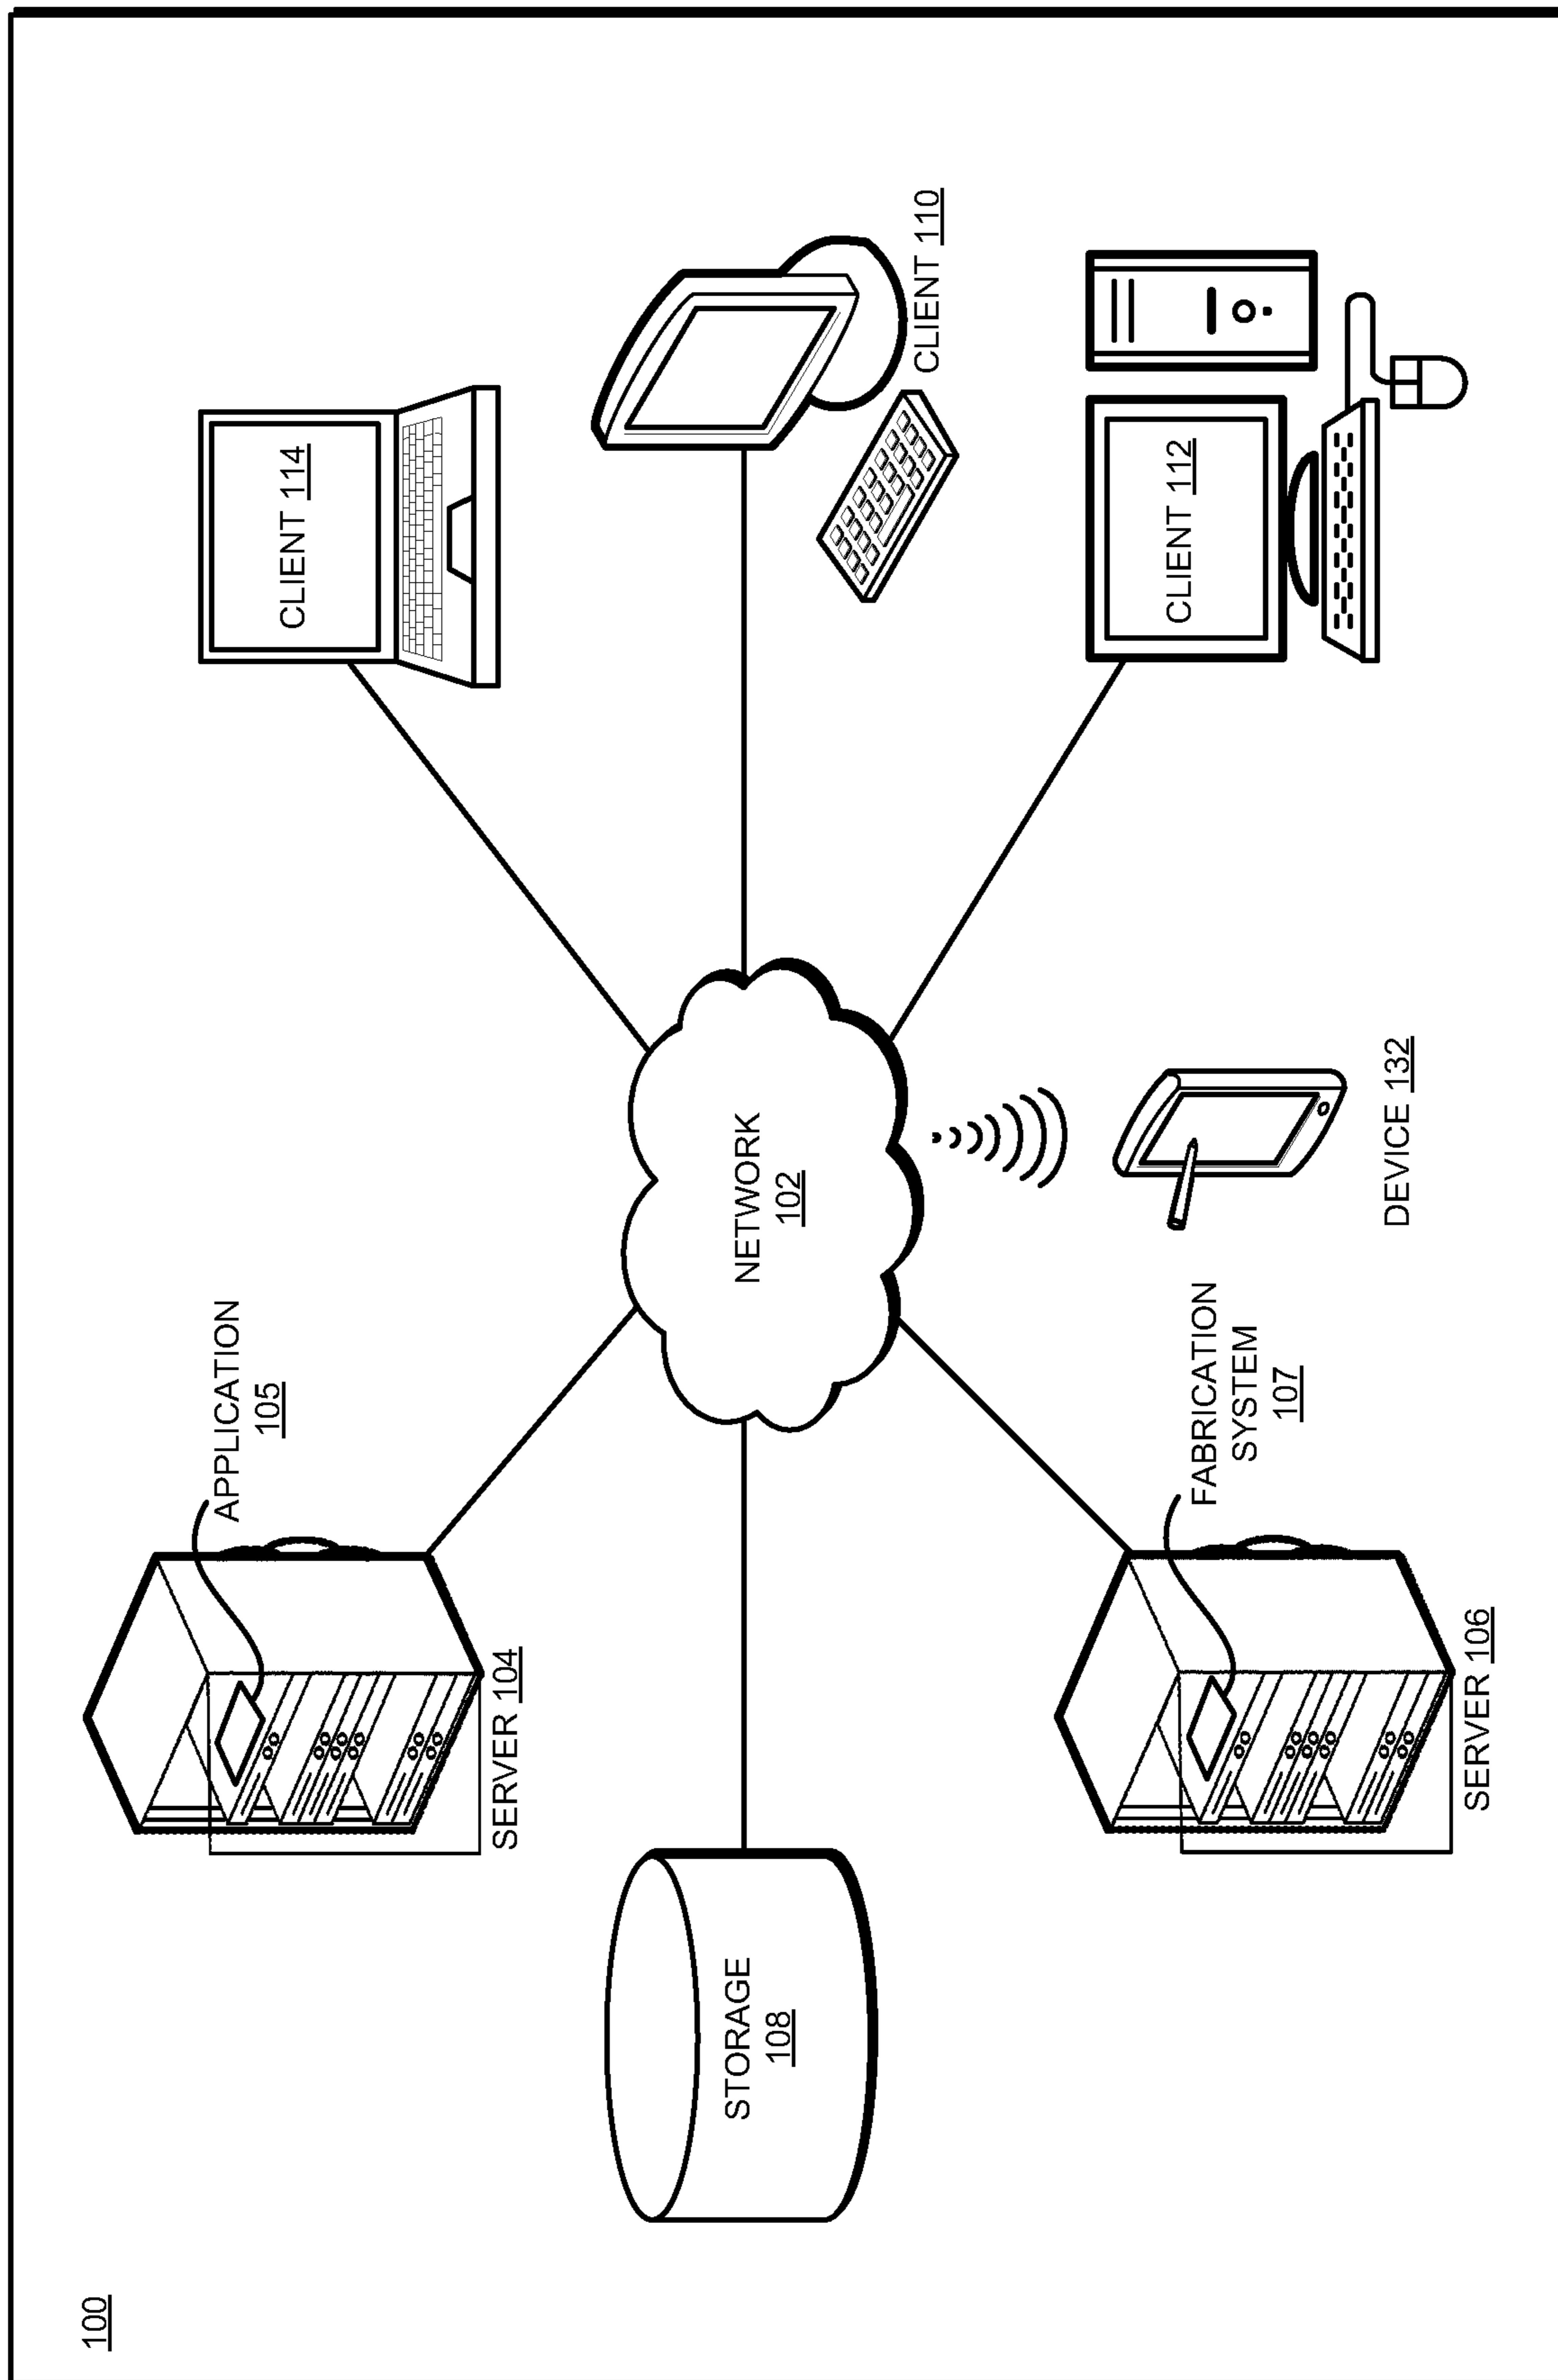 100
APPLICATION
105
SERVER 104
CLIENT 114
STORAGE
108
NETWORK
102
CLIENT 110
FABRICATION
SYSTEM
107
SERVER 106
DEVICE 132
CLIENT 112